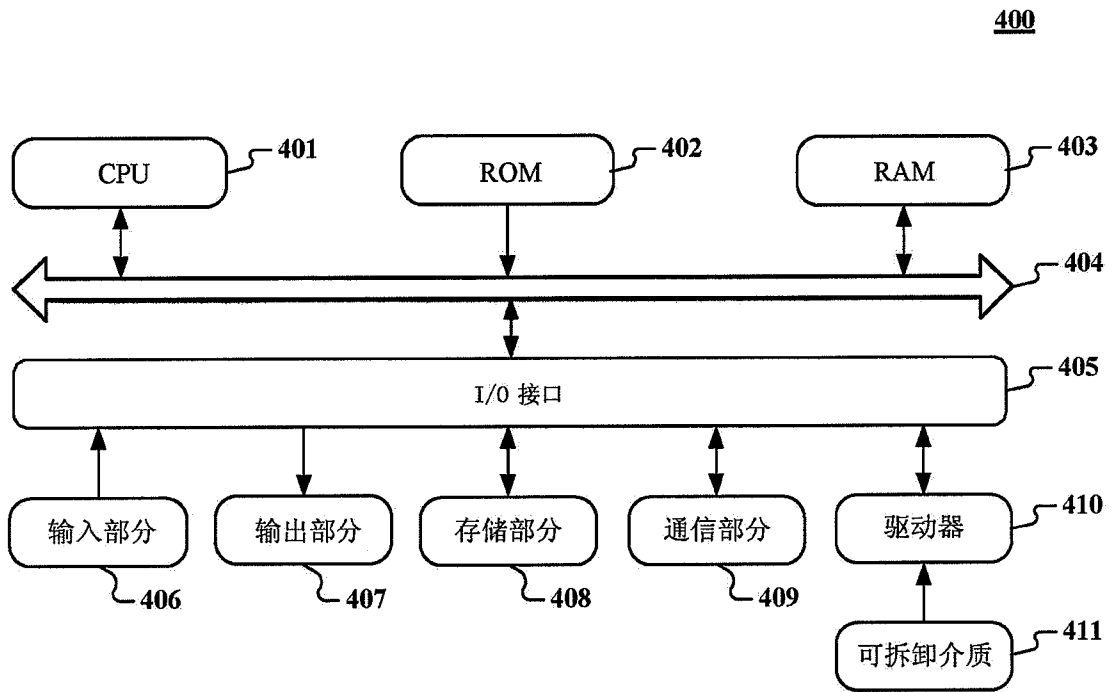 400
CPU
401
ROM
402
RAM
403
404
I/O 接口
405
输入部分
输出部分
存储部分
通信部分
驱动器
410
406
407
408
409
可拆卸介质
411